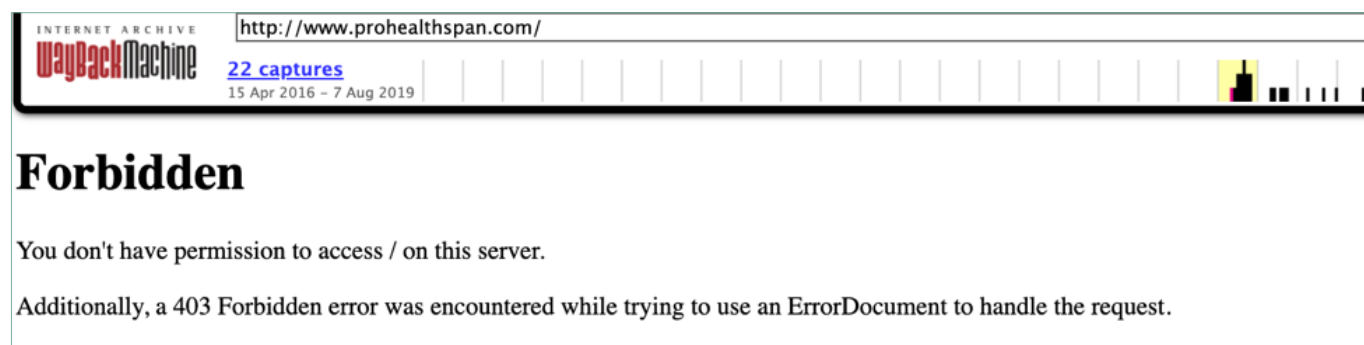 INTERNET ARCHIVE
WayBackMachine
http://www.prohealthspan.com/
22 captures
15 Apr 2016 – 7 Aug 2019
Forbidden
You don't have permission to access / on this server.
Additionally, a 403 Forbidden error was encountered while trying to use an ErrorDocument to handle the request.